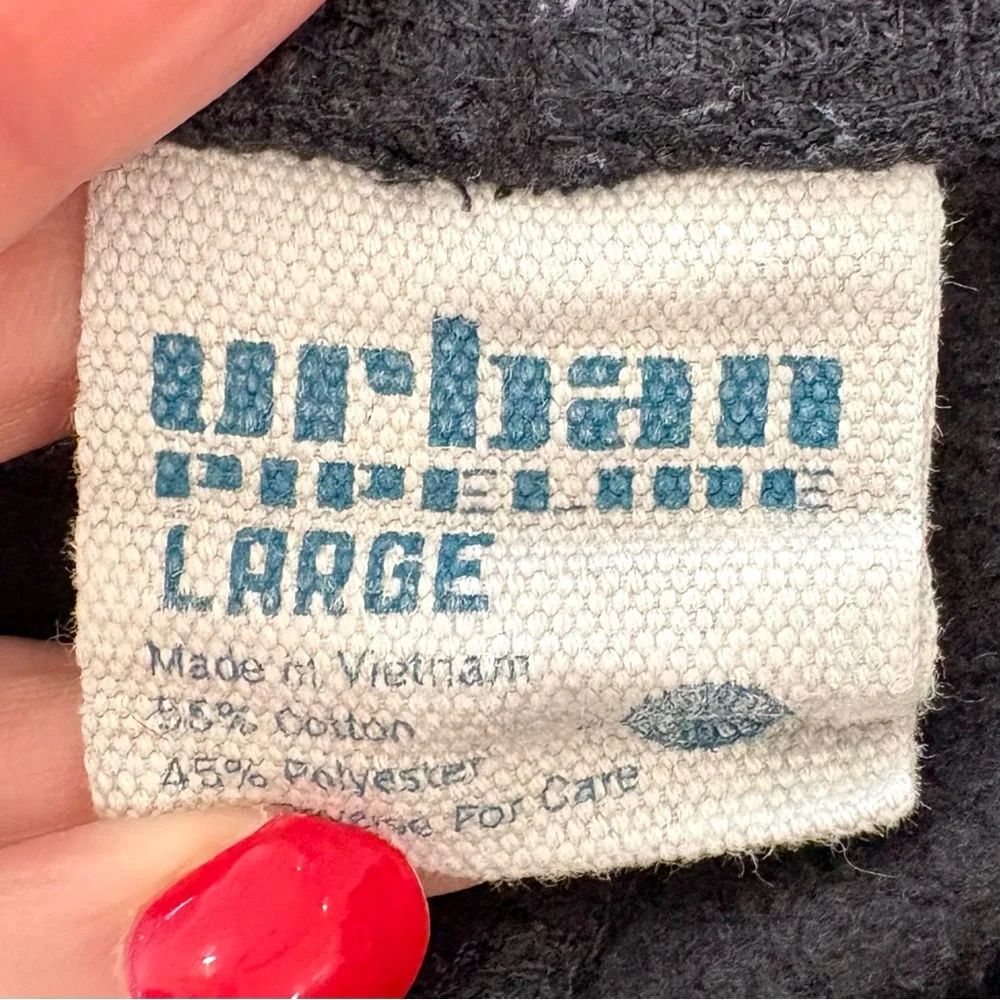 urban
PIPELINE
LARGE
Made in Vietnam
55% Cotton
45% Polyester
For Care